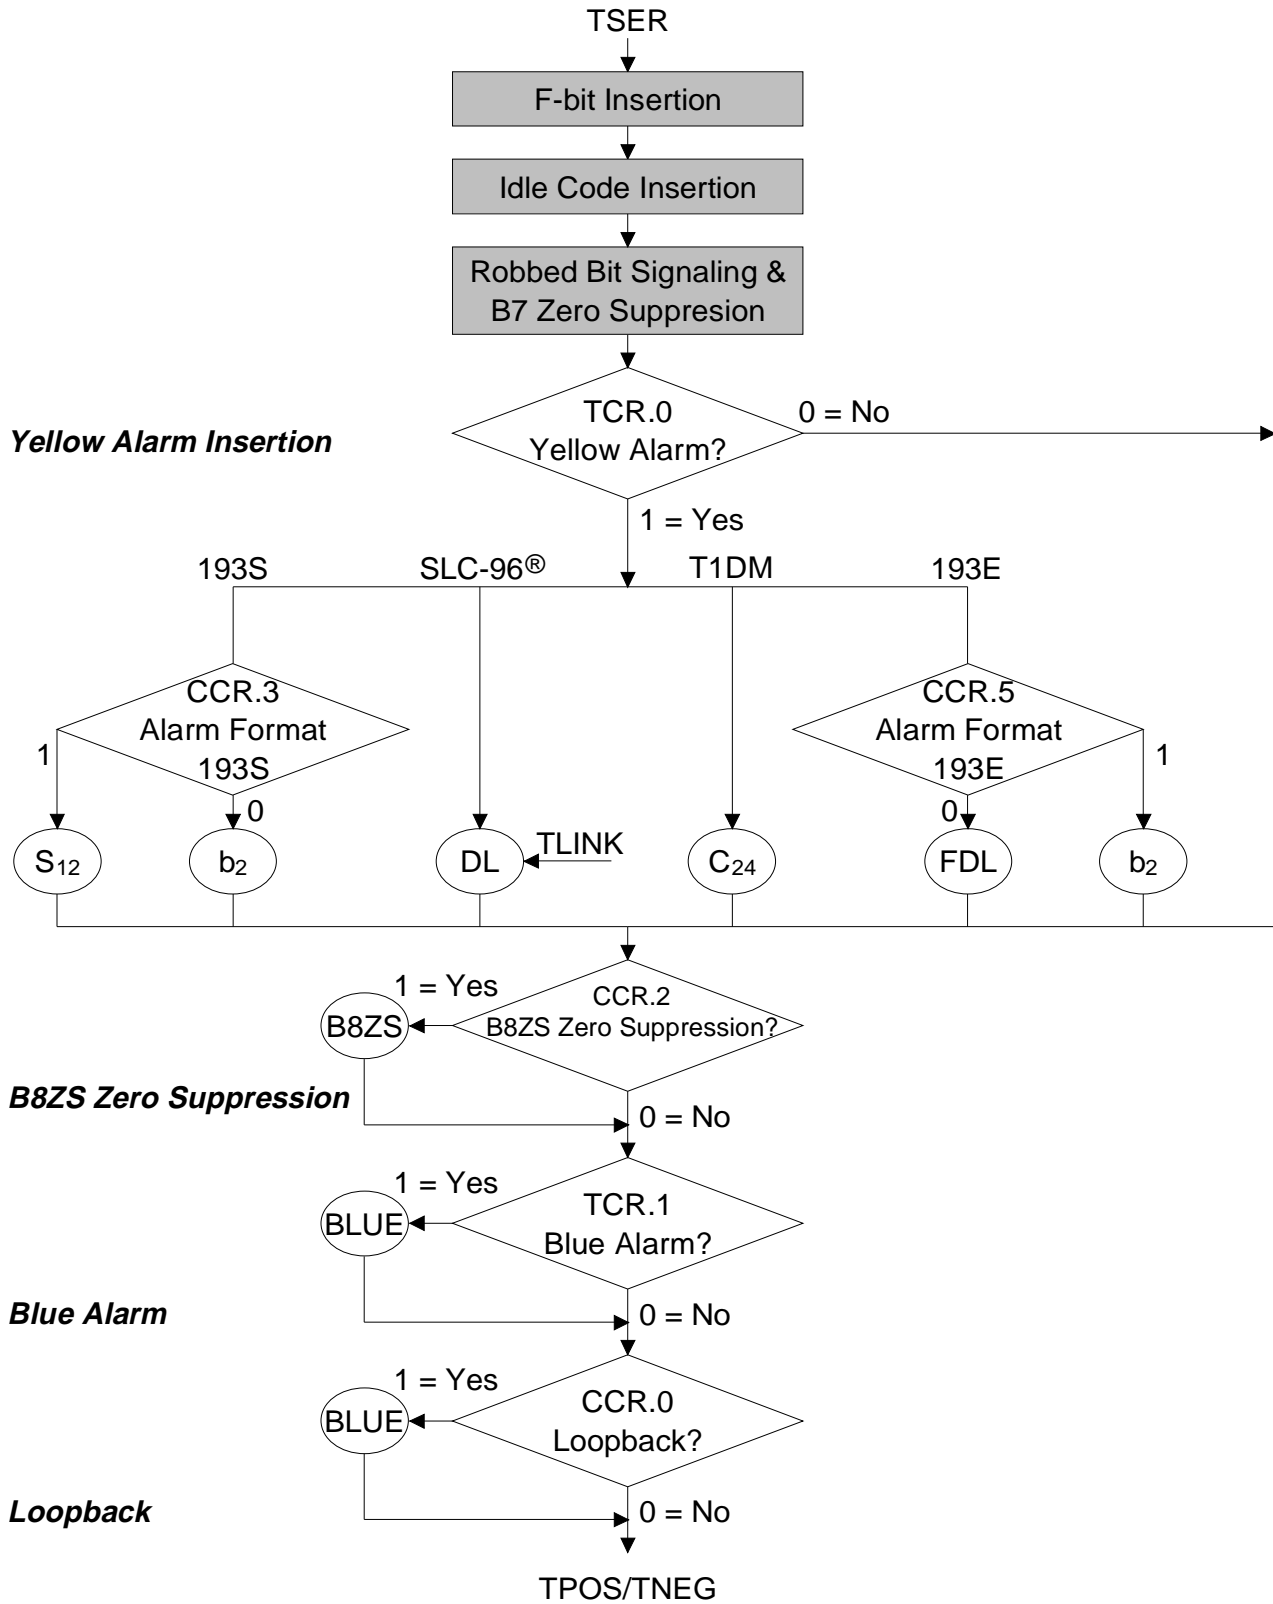 TSER
F-bit Insertion
Idle Code Insertion
Robbed Bit Signaling &
B7 Zero Suppresion
TCR.0
Yellow Alarm?
0 = No
Yellow Alarm Insertion
1 = Yes
193S
SLC-96®
T1DM
193E
CCR.3
Alarm Format
193S
1
0
CCR.5
Alarm Format
193E
0
1
S12
b2
DL
TLINK
C24
FDL
b2
1 = Yes
CCR.2
B8ZS Zero Suppression?
B8ZS
B8ZS Zero Suppression
0 = No
1 = Yes
TCR.1
Blue Alarm?
BLUE
Blue Alarm
0 = No
1 = Yes
CCR.0
Loopback?
BLUE
Loopback
0 = No
TPOS/TNEG